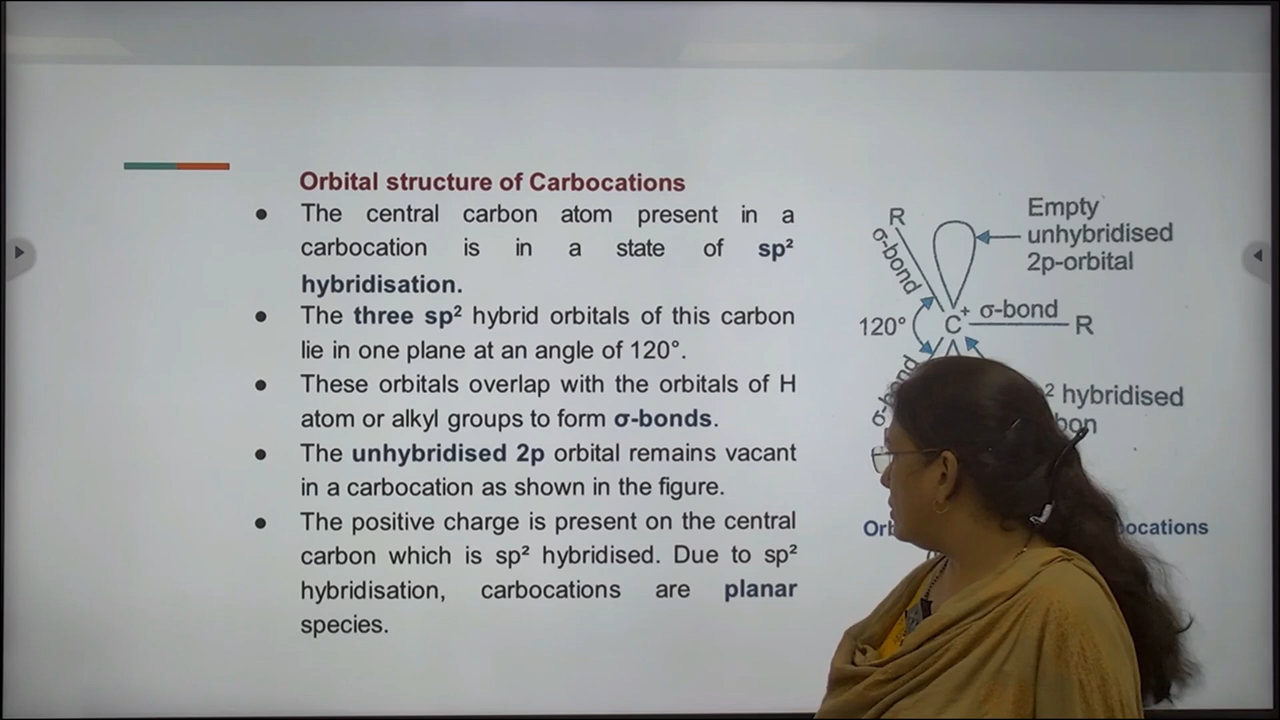 Orbital structure of Carbocations
● The central carbon atom present in a
carbocation is in a state of sp²
hybridisation.
● The three sp² hybrid orbitals of this carbon
lie in one plane at an angle of 120°.
● These orbitals overlap with the orbitals of H
atom or alkyl groups to form σ-bonds.
● The unhybridised 2p orbital remains vacant
in a carbocation as shown in the figure.
● The positive charge is present on the central
carbon which is sp² hybridised. Due to sp²
hybridisation, carbocations are planar
species.
R
σ-bond
Empty
unhybridised
2p-orbital
120°
C⁺
σ-bond
R
² hybridised